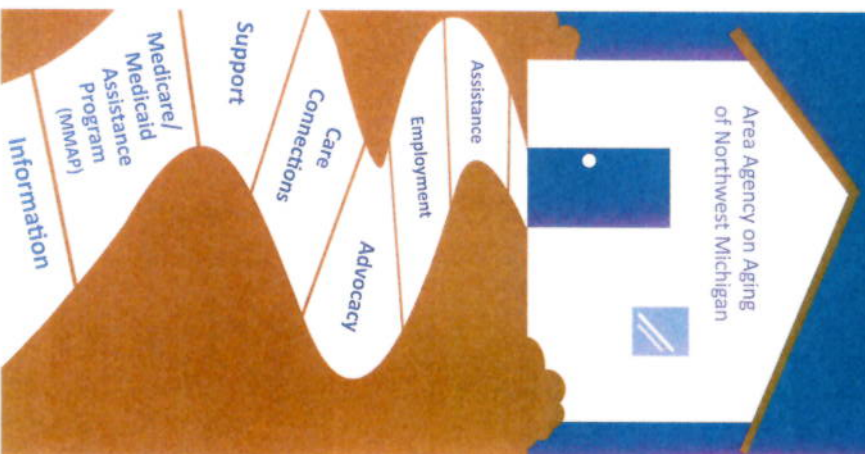 Area Agency on Aging
of Northwest Michigan
Assistance
Employment
Advocacy
Care
Connections
Support
Medicare/
Medicaid
Assistance
Program
(MMAP)
Information